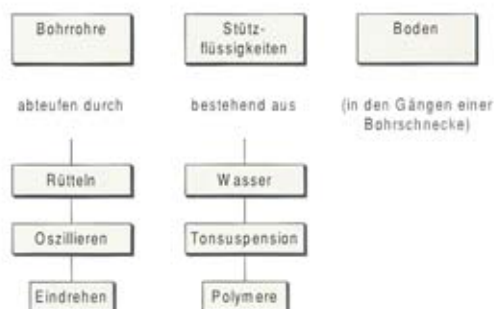 Bohrrohre
Stütz-
flüssigkeiten
Boden
abteufen durch
bestehend aus
(in den Gängen einer
Bohrschnecke)
Rütteln
Wasser
Oszillieren
Tonsuspension
Eindrehen
Polymere